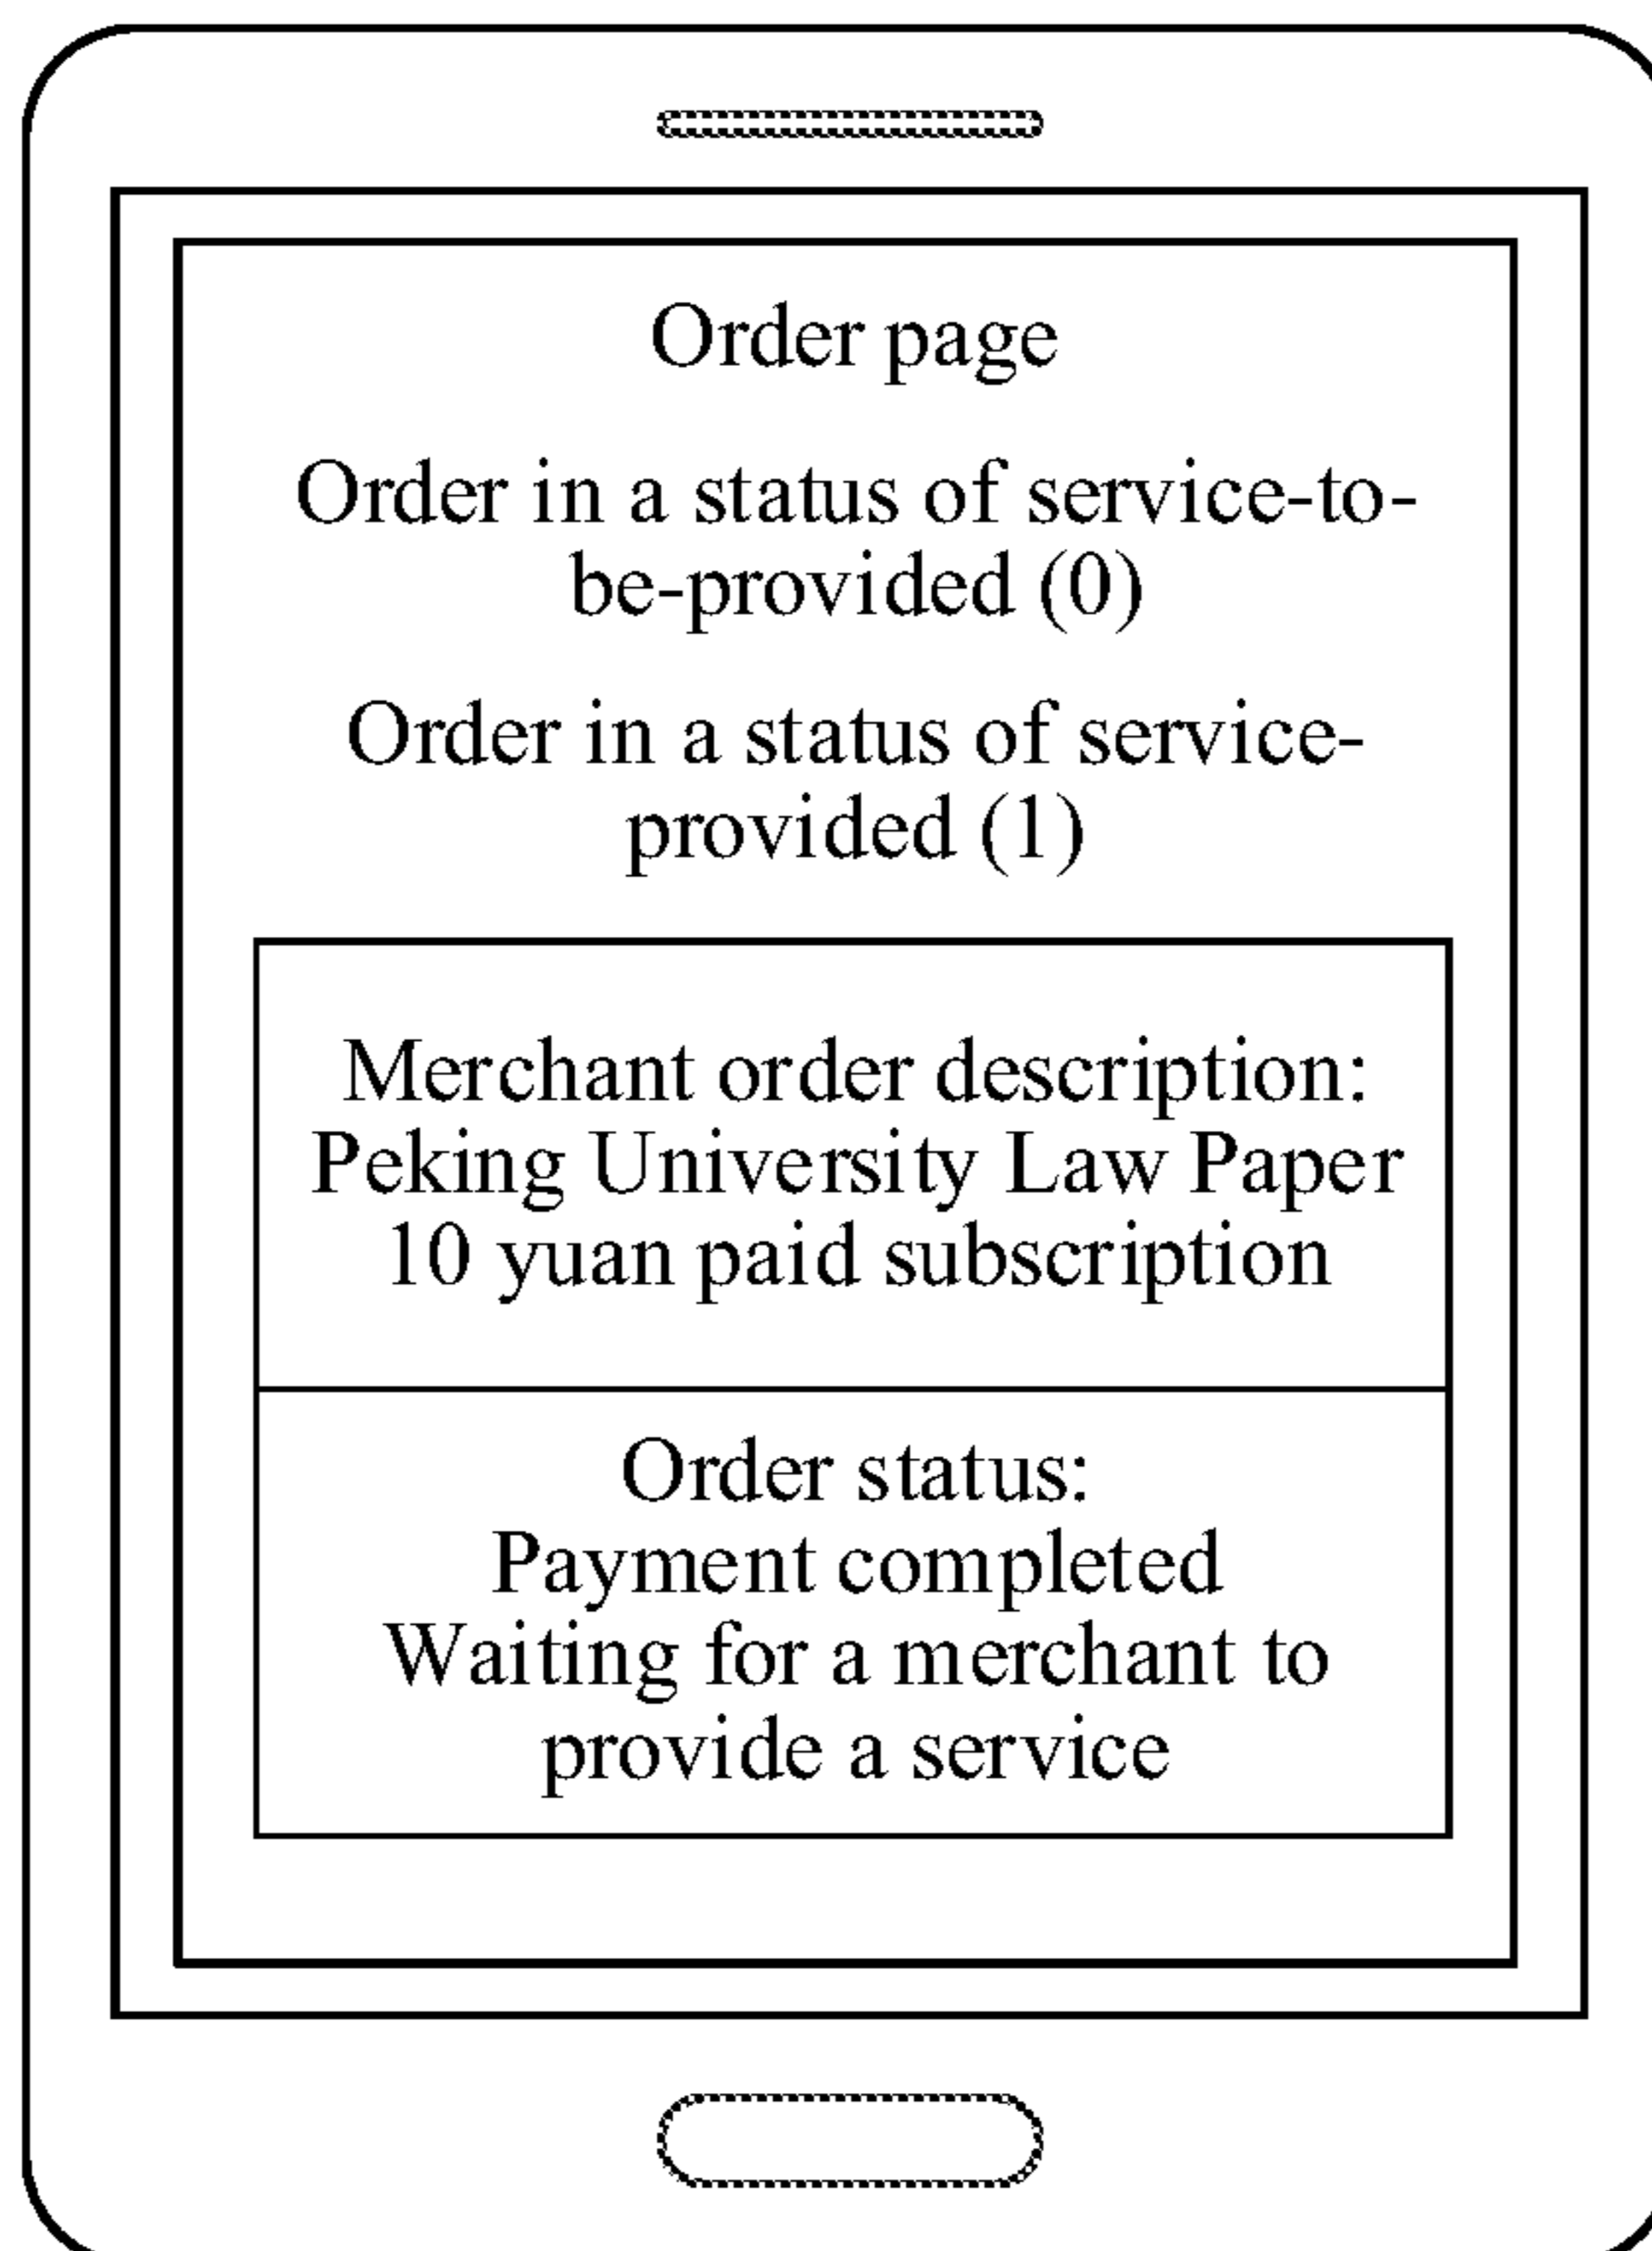 Order page
Order in a status of service-to-
be-provided (0)
Order in a status of service-
provided (1)
Merchant order description:
Peking University Law Paper
10 yuan paid subscription
Order status:
Payment completed
Waiting for a merchant to
provide a service